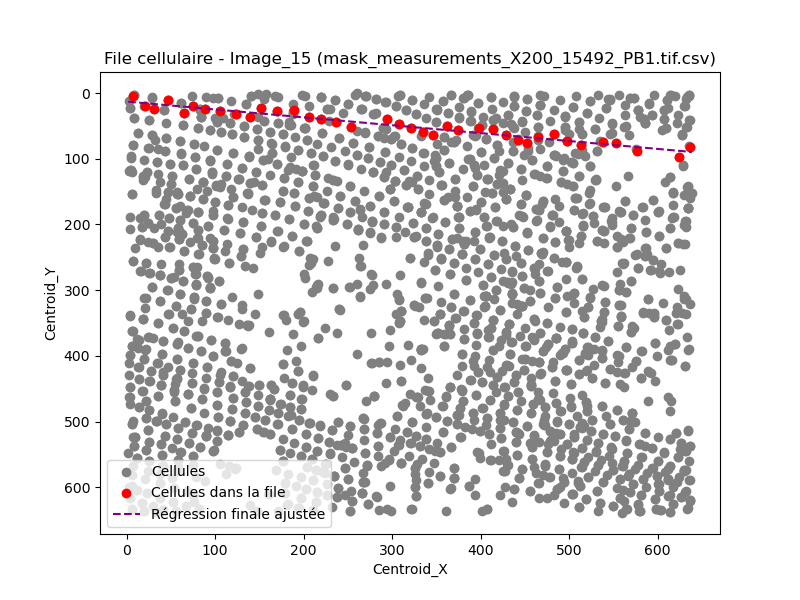 File cellulaire - Image_15 (mask_measurements_X200_15492_PB1.tif.csv)
0
100
200
300
400
500
600
Centroid_Y
Cellules
Cellules dans la file
Régression finale ajustée
0 100 200 300 400 500 600
Centroid_X